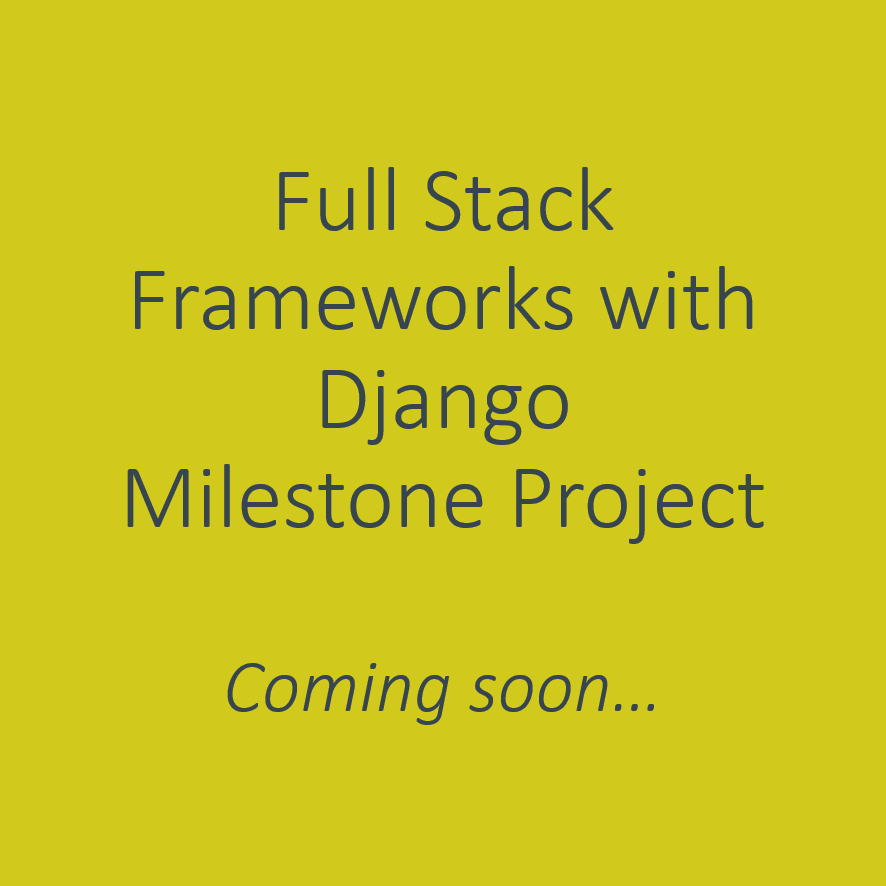 Full Stack
Frameworks with
Django
Milestone Project
Coming soon...